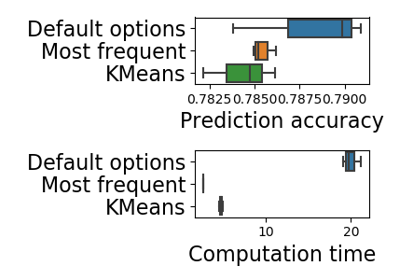 Default options
Most frequent
KMeans
0.7825 0.7850 0.7875 0.7900
Prediction accuracy
Default options
Most frequent
KMeans
10 20
Computation time